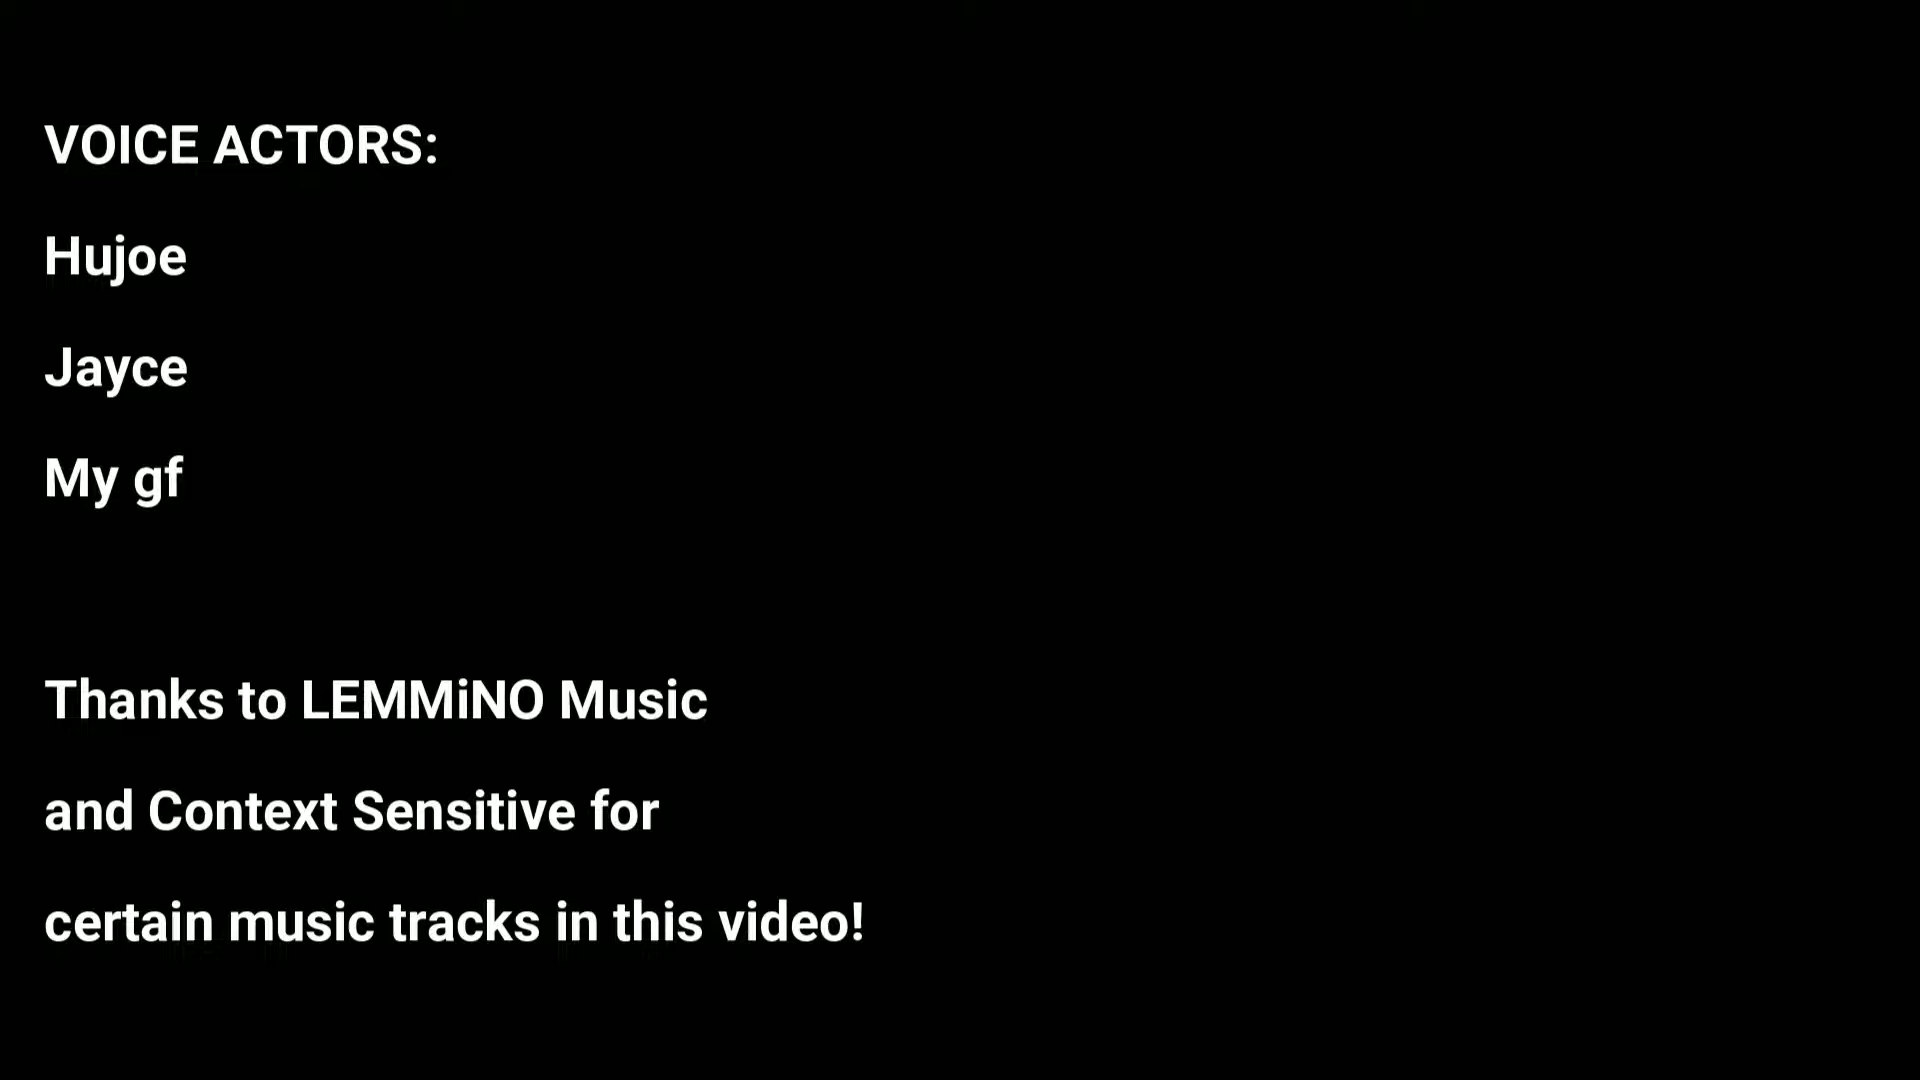 VOICE ACTORS:
Hujoe
Jayce
My gf
Thanks to LEMMiNO Music
and Context Sensitive for
certain music tracks in this video!